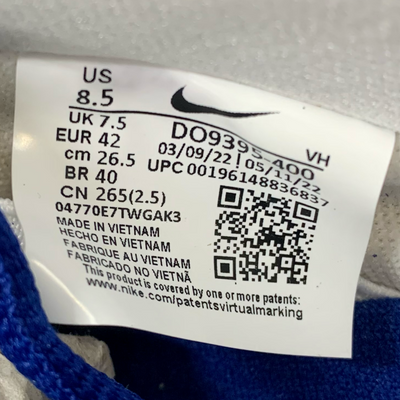 US
8.5
UK 7.5
EUR 42
cm 26.5
BR 40
CN 265(2.5)
04770E7TWGAK3
DO9395-400
VH
03/09/22 | 05/11/22
UPC 00196148836837
MADE IN VIETNAM
HECHO EN VIETNAM
FABRIQUE AU VIETNAM
FABRICADO NO VIETNÃ
This product is covered by one or more patents:
www.nike.com/patentsvirtualmarking